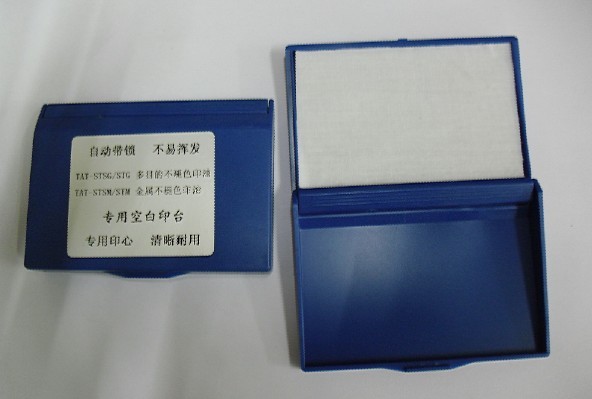 自动带锁 不易挥发
TAT-STSG/STG 多目的不褪色印油
TAT-STSM/STM 金属不褪色印油
专用空白印台
专用印心 清晰耐用